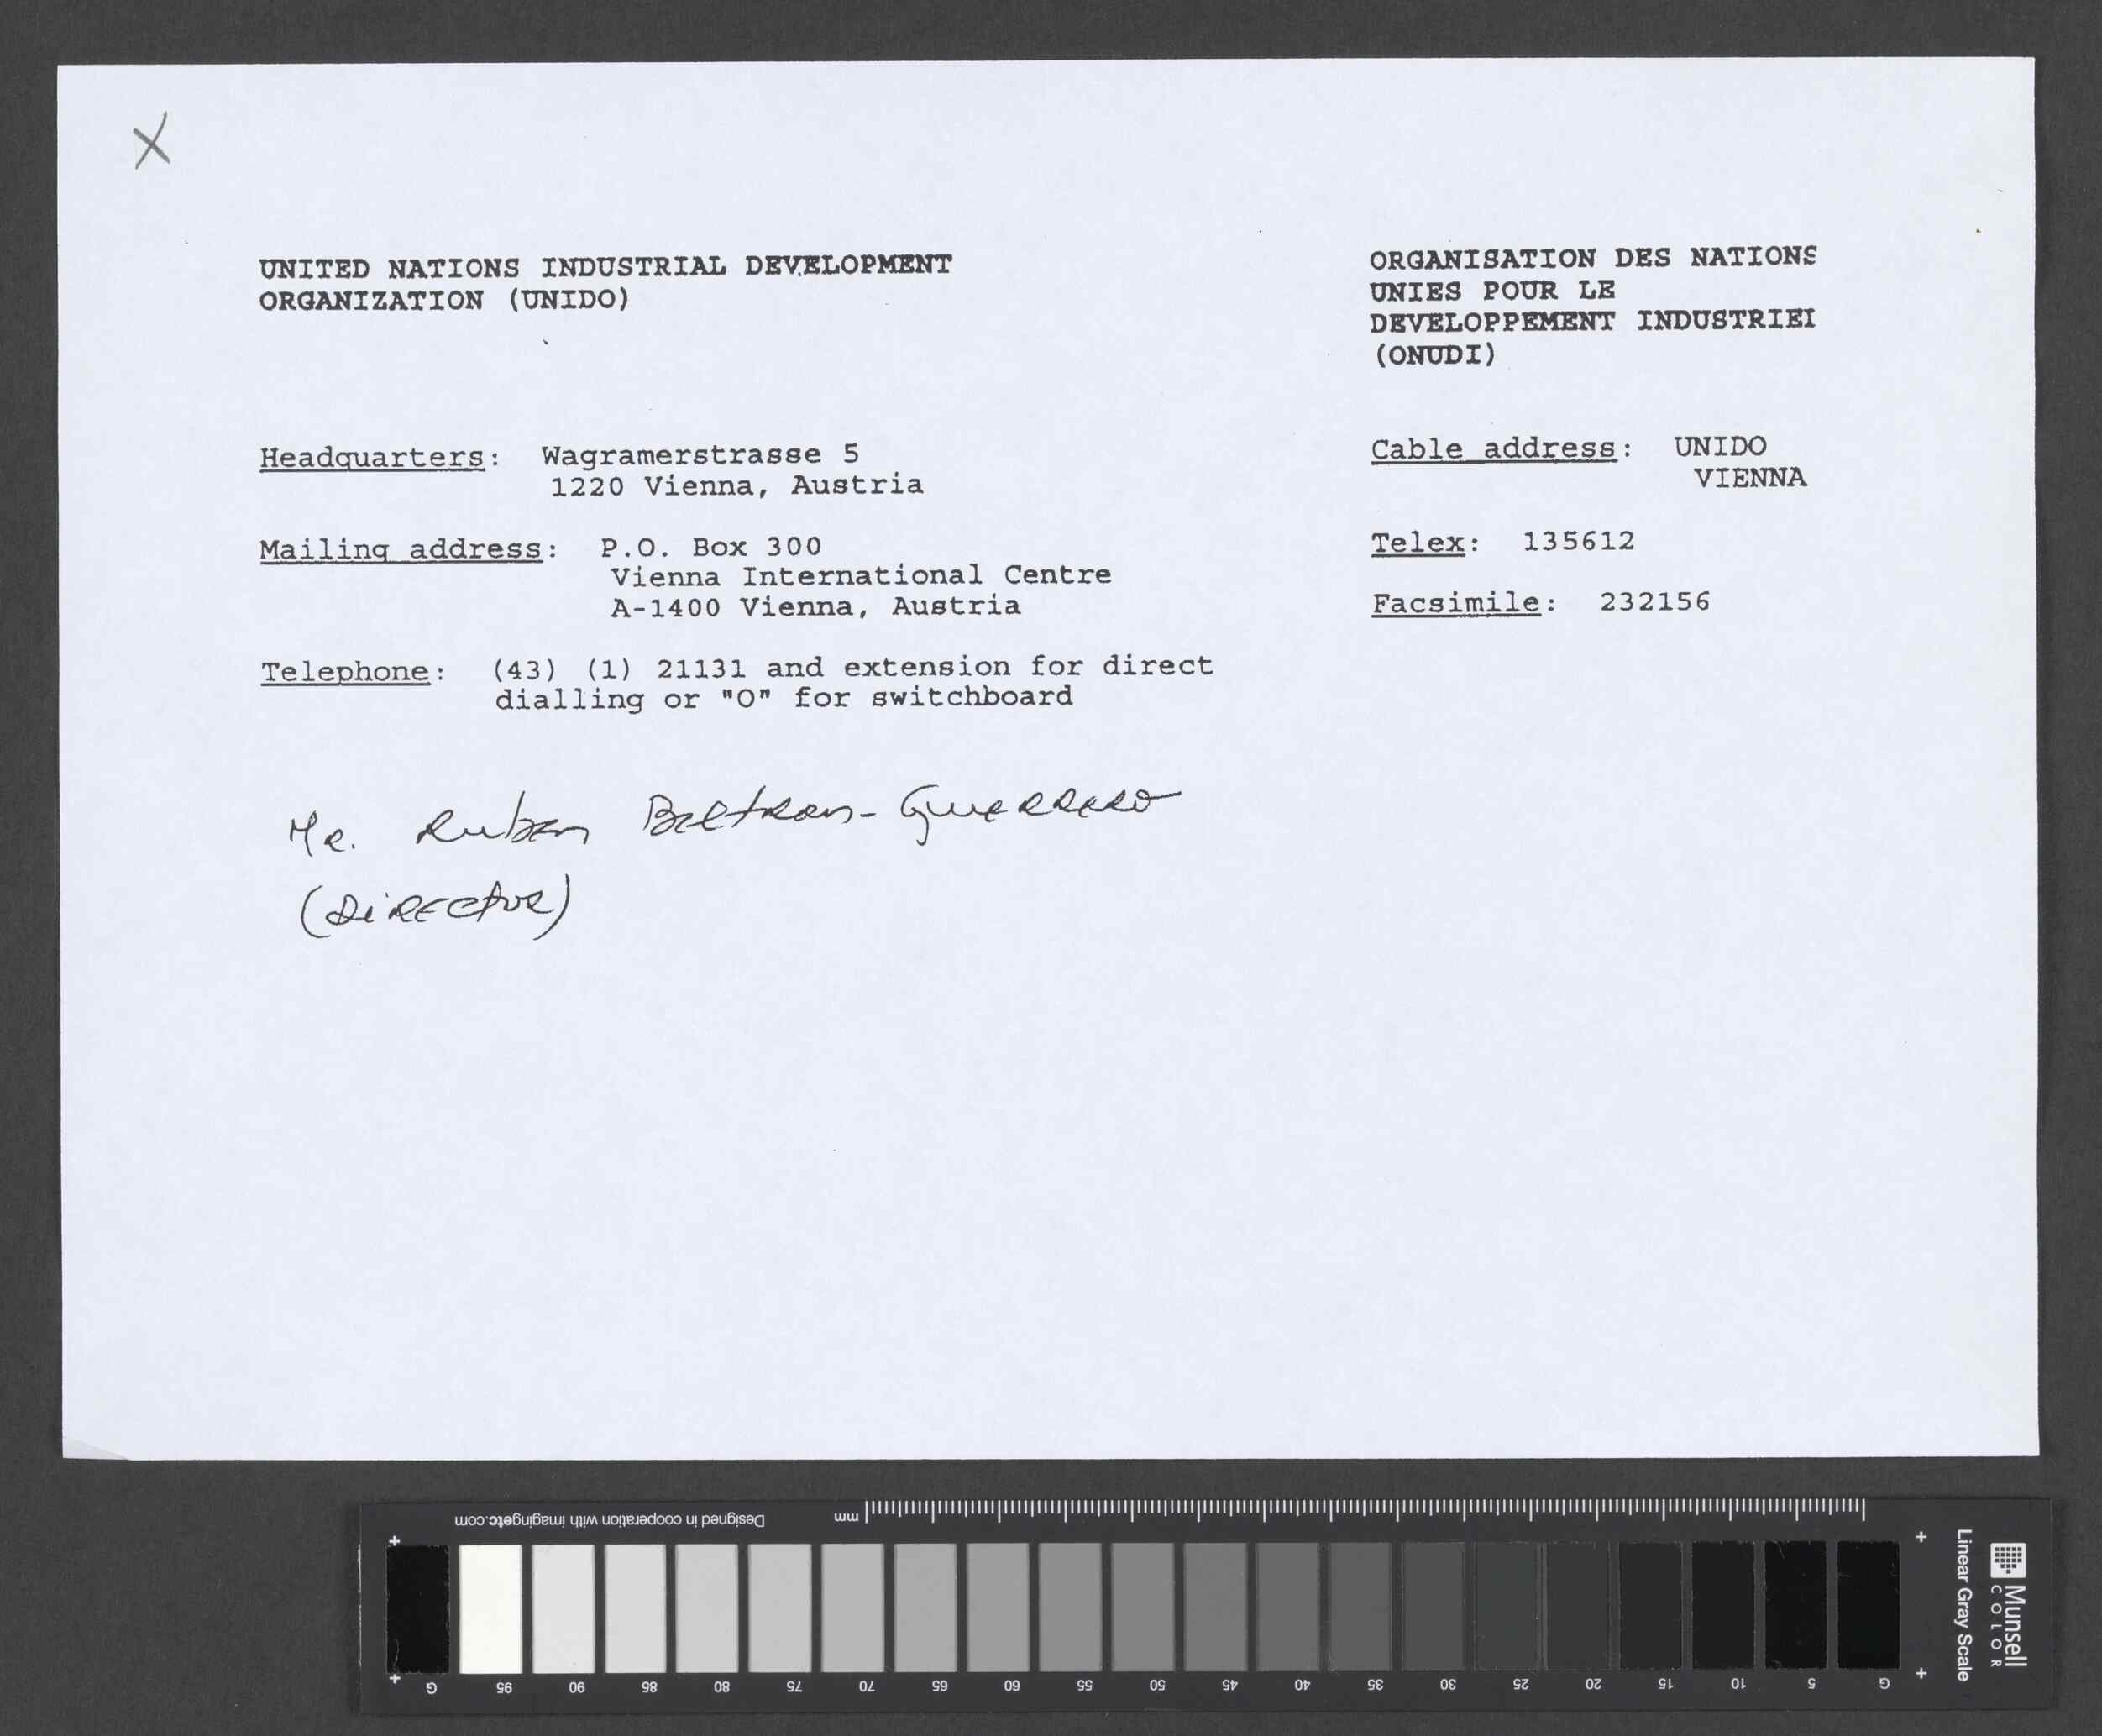 X
UNITED NATIONS INDUSTRIAL DEVELOPMENT
ORGANIZATION (UNIDO)
ORGANISATION DES NATIONS
UNIES POUR LE
DEVELOPPEMENT INDUSTRIEI
(ONUDI)
Headquarters: Wagramerstrasse 5
1220 Vienna, Austria
Mailing address: P.O. Box 300
Vienna International Centre
A-1400 Vienna, Austria
Telephone: (43) (1) 21131 and extension for direct
dialling or "O" for switchboard
Cable address: UNIDO
VIENNA
Telex: 135612
Facsimile: 232156
Mr. Ruben Beltran-Guerrero
(Director)
Designed in cooperation with imagingetc.com
mm
G 95 90 85 80 75 70 65 60 55 50 45 40 35 30 25 20 15 10 5 G
Linear Gray Scale
Munsell
COLOR